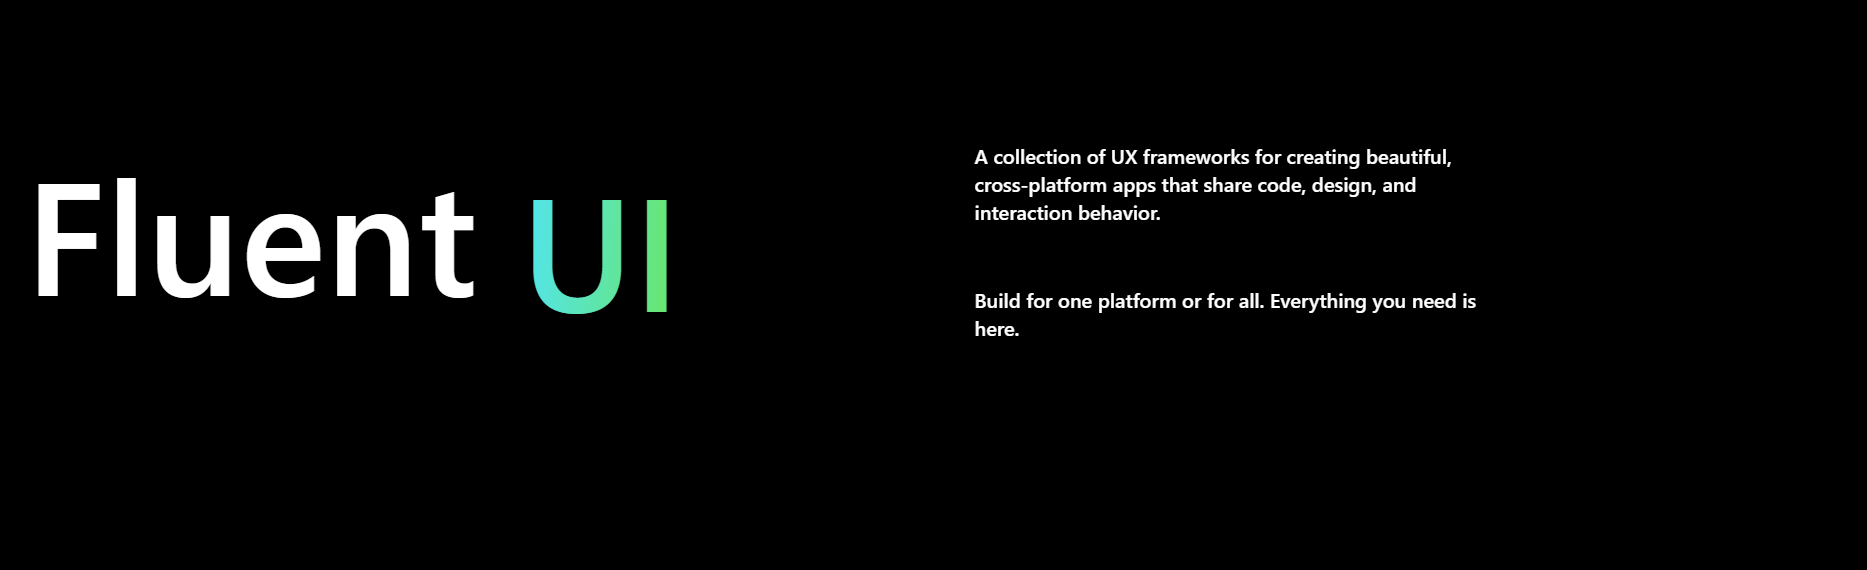 Fluent UI
A collection of UX frameworks for creating beautiful,
cross-platform apps that share code, design, and
interaction behavior.
Build for one platform or for all. Everything you need is
here.